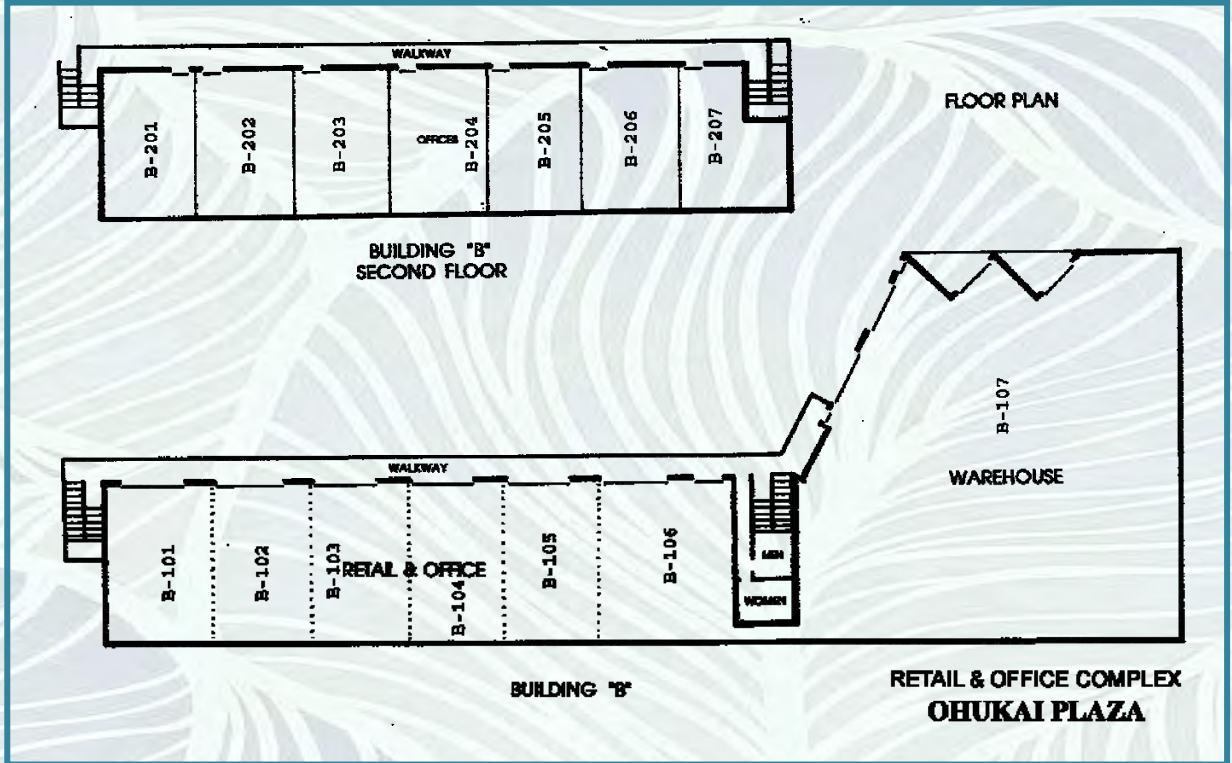 WALKWAY
FLOOR PLAN
B-201
B-202
B-203
OFFICES
B-204
B-205
B-206
B-207
BUILDING "B"
SECOND FLOOR
B-107
WAREHOUSE
WALKWAY
B-101
B-102
B-103
RETAIL & OFFICE
B-104
B-105
B-106
MEN
WOMEN
BUILDING "B"
RETAIL & OFFICE COMPLEX
OHUKAI PLAZA